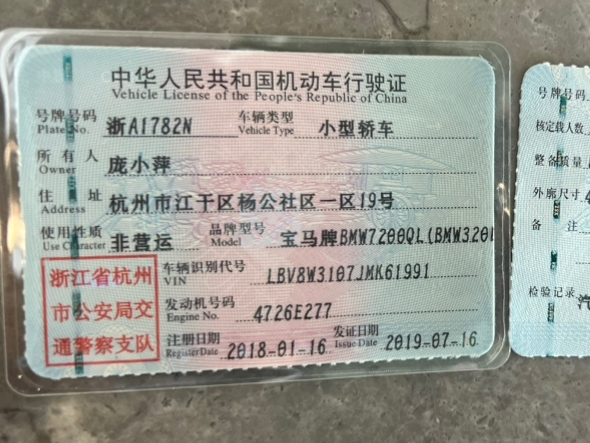 中华人民共和国机动车行驶证
Vehicle License of the People's Republic of China
号牌号码 浙A1782N 车辆类型 小型轿车
Plate No. Vehicle Type
所有人 庞小萍
Owner
住址 杭州市江干区杨公社区一区19号
Address
使用性质 非营运 品牌型号 宝马牌BMW7200QL(BMW320l
Use Character Model
浙江省杭州
市公安局交
通警察支队
车辆识别代号 LBV8W3107JMK61991
VIN
发动机号码 4726E277
Engine No.
注册日期 2018-01-16 发证日期 2019-07-16
Register Date Issue Date
号牌号码
核定载人数
整备质量
外廓尺寸
备注
检验记录